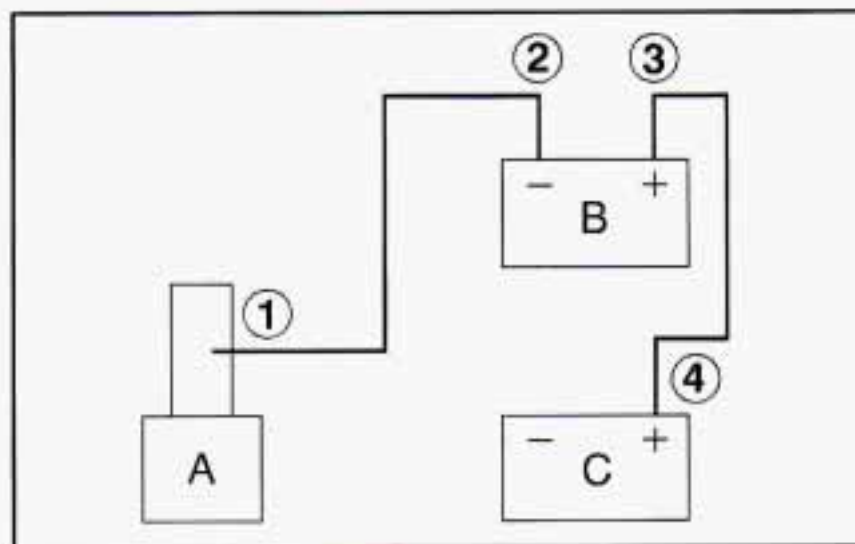 ② ③
− +
B
①
④
− +
A C